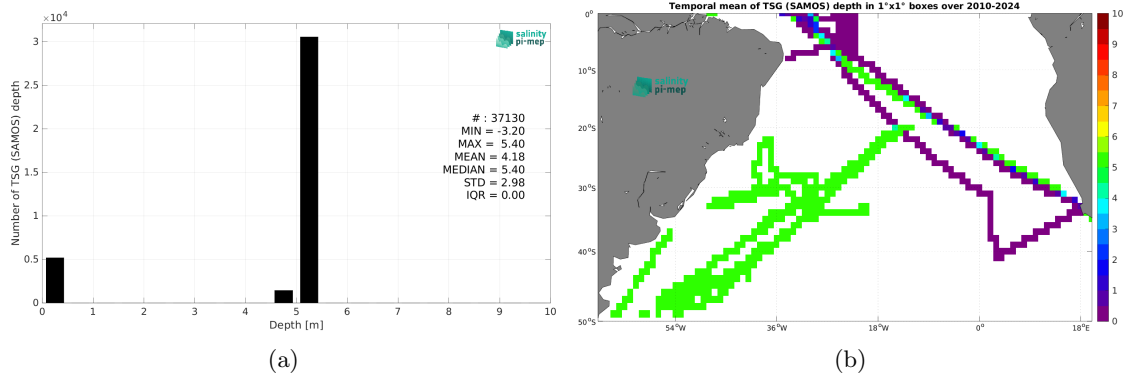 ×10⁴
3
2.5
2
1.5
1
0.5
0
Number of TSG (SAMOS) depth
salinity
pi-mep
# : 37130
MIN = -3.20
MAX = 5.40
MEAN = 4.18
MEDIAN = 5.40
STD = 2.98
IQR = 0.00
0 1 2 3 4 5 6 7 8 9 10
Depth [m]
(a)
Temporal mean of TSG (SAMOS) depth in 1°x1° boxes over 2010-2024
0°
10°S
20°S
30°S
40°S
50°S
salinity
pi-mep
54°W 36°W 18°W 0° 18°E
10
9
8
7
6
5
4
3
2
1
0
(b)